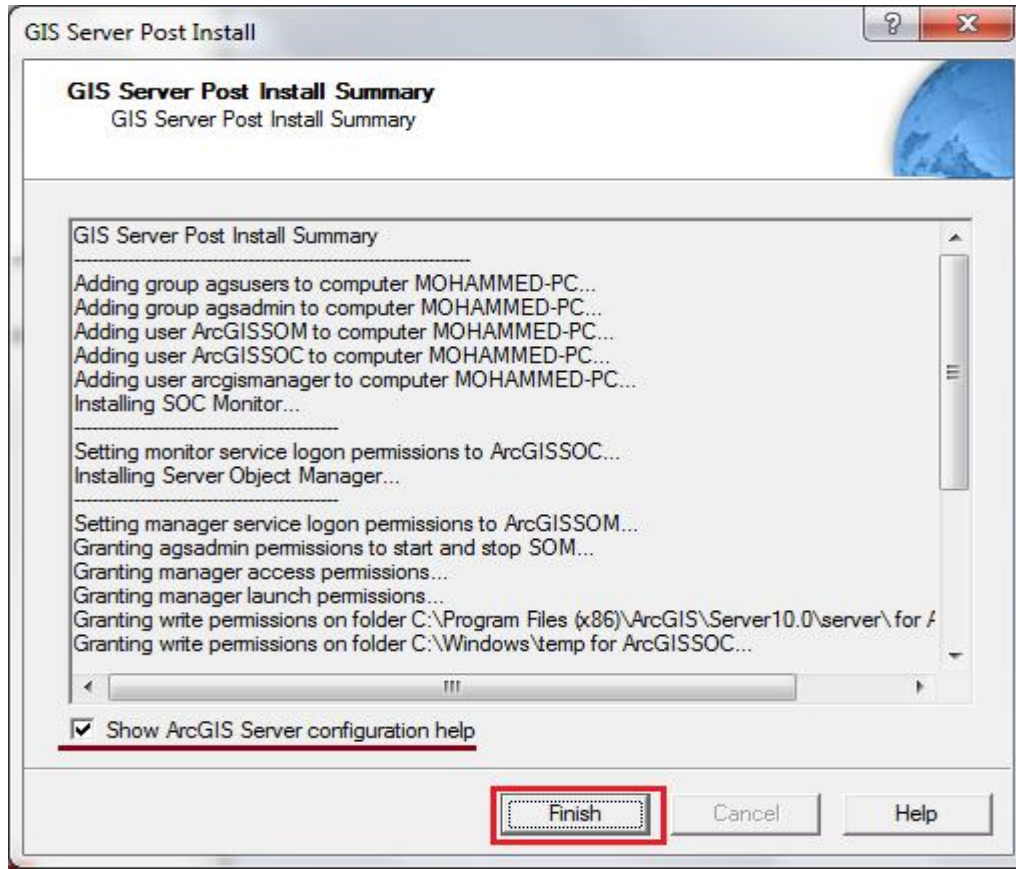 GIS Server Post Install
GIS Server Post Install Summary
GIS Server Post Install Summary
GIS Server Post Install Summary
Adding group agsusers to computer MOHAMMED-PC...
Adding group agsadmin to computer MOHAMMED-PC...
Adding user ArcGISSOM to computer MOHAMMED-PC...
Adding user ArcGISSOC to computer MOHAMMED-PC...
Adding user arcgismanager to computer MOHAMMED-PC...
Installing SOC Monitor...
Setting monitor service logon permissions to ArcGISSOC...
Installing Server Object Manager...
Setting manager service logon permissions to ArcGISSOM...
Granting agsadmin permissions to start and stop SOM...
Granting manager access permissions...
Granting manager launch permissions...
Granting write permissions on folder C:\Program Files (x86)\ArcGIS\Server10.0\server\ for
Granting write permissions on folder C:\Windows\temp for ArcGISSOC...
Show ArcGIS Server configuration help
Finish
Cancel
Help